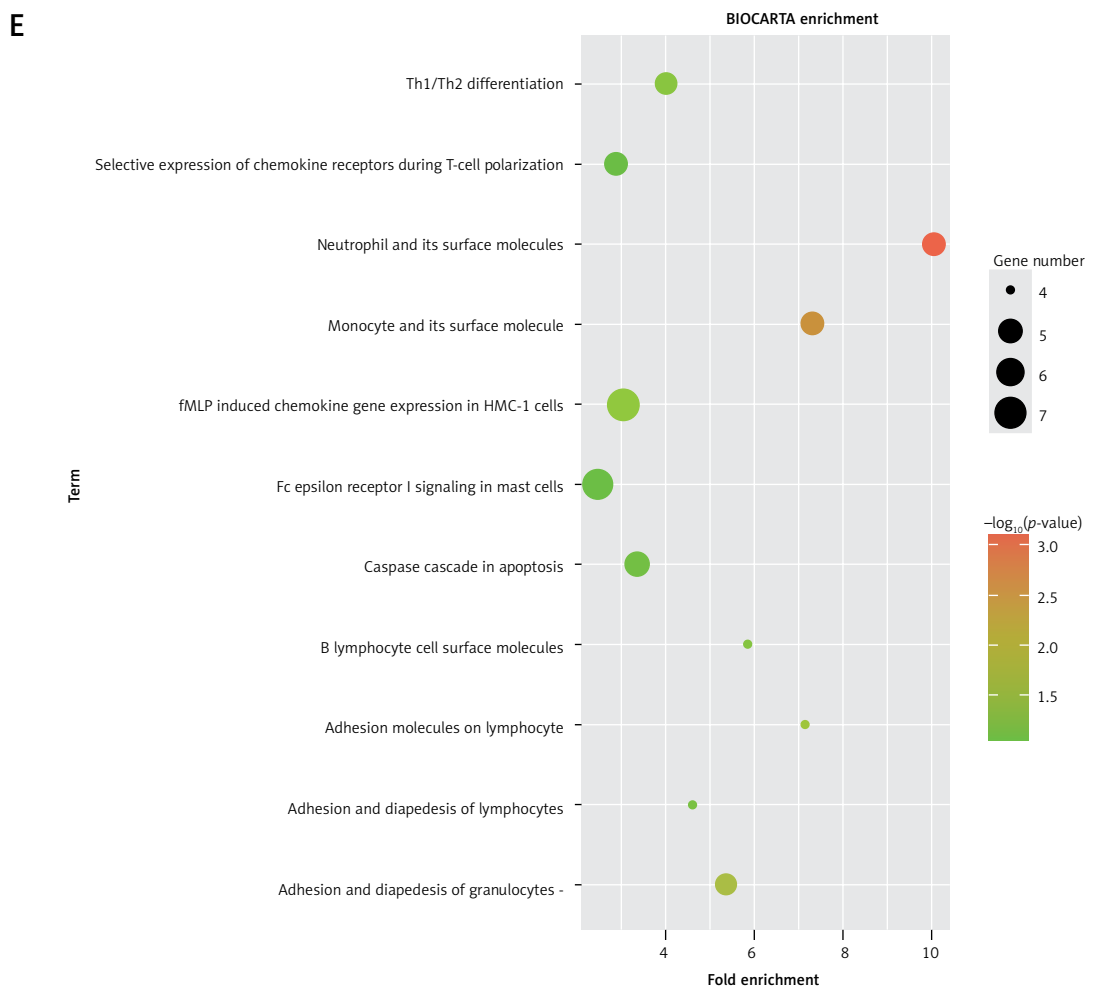 E
BIOCARTA enrichment
Th1/Th2 differentiation
Selective expression of chemokine receptors during T-cell polarization
Neutrophil and its surface molecules
Monocyte and its surface molecule
fMLP induced chemokine gene expression in HMC-1 cells
Fc epsilon receptor I signaling in mast cells
Caspase cascade in apoptosis
B lymphocyte cell surface molecules
Adhesion molecules on lymphocyte
Adhesion and diapedesis of lymphocytes
Adhesion and diapedesis of granulocytes -
Term
4 6 8 10
Fold enrichment
Gene number
4
5
6
7
–log10(p-value)
3.0
2.5
2.0
1.5